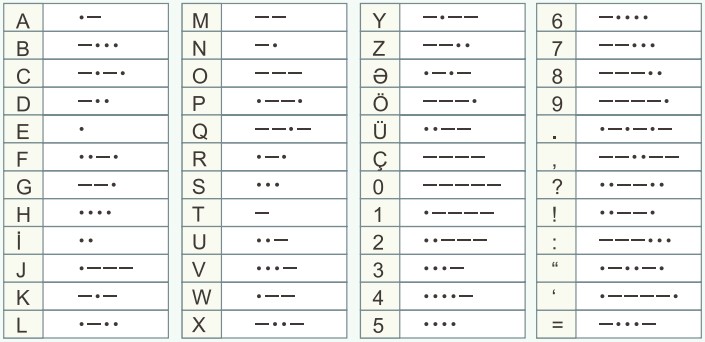 A •—
B —•••
C —•—•
D —••
E •
F ••—•
G ——•
H ••••
İ ••
J •———
K —•—
L •—••
M ——
N —•
O ———
P •——•
Q ——•—
R •—•
S •••
T —
U ••—
V •••—
W •——
X —••—
Y —•——
Z ——••
Ə •—•—
Ö ———•
Ü ••——
Ç ————
0 —————
1 •————
2 ••———
3 •••—
4 ••••—
5 ••••
6 —••••
7 ——•••
8 ———••
9 ————•
. •—•—•—
, ——••——
? ••——••
! ••——•
: ———•••
“ •—••—•
‘ •————•
= —•••—